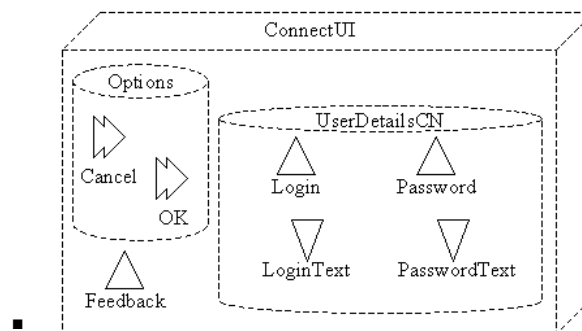 ConnectUI
Options
UserDetailsCN
Cancel
Login
Password
OK
LoginText
PasswordText
Feedback